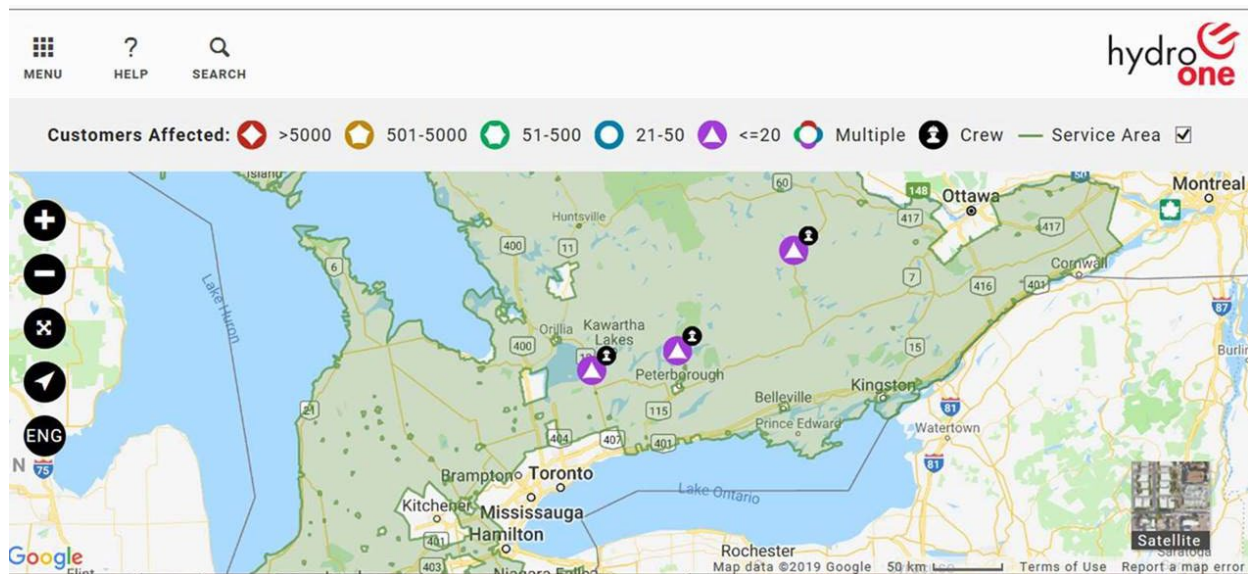 MENU
HELP
SEARCH
hydro
one
Customers Affected: >5000 501-5000 51-500 21-50 <=20 Multiple Crew Service Area
Island
60
148
Ottawa
50
Montreal
Huntsville
417
417
400
11
6
Lake Huron
7
Cornwall
416
401
87
Orillia
Kawartha
Lakes
400
15
Peterborough
Kingston
21
115
Belleville
Prince Edward
81
Watertown
ENG
N
75
404
407
401
81
Brampton
Toronto
Lake Ontario
Kitchener
Mississauga
401
Hamilton
Satellite
403
Rochester
Google
Map data ©2019 Google
50 km
Terms of Use
Report a map error